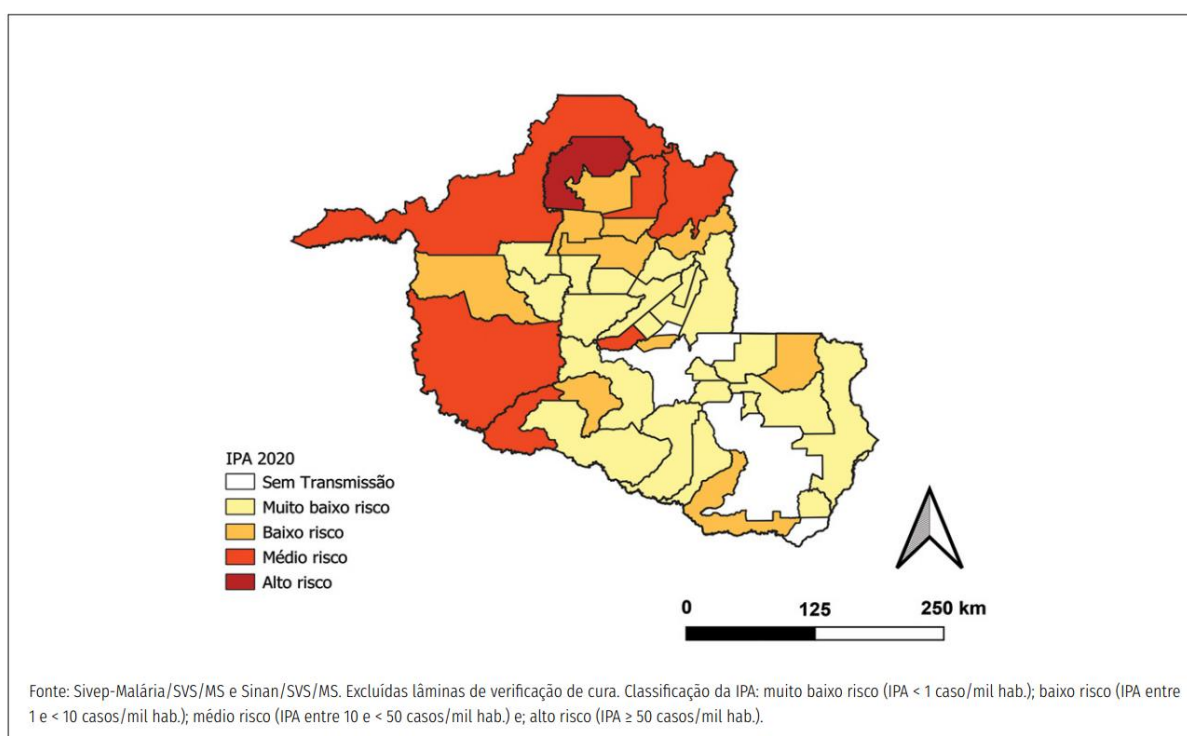 IPA 2020
Sem Transmissão
Muito baixo risco
Baixo risco
Médio risco
Alto risco
0 125 250 km
Fonte: Sivep-Malária/SVS/MS e Sinan/SVS/MS. Excluídas lâminas de verificação de cura. Classificação da IPA: muito baixo risco (IPA < 1 caso/mil hab.); baixo risco (IPA entre
1 e < 10 casos/mil hab.); médio risco (IPA entre 10 e < 50 casos/mil hab.) e; alto risco (IPA ≥ 50 casos/mil hab.).